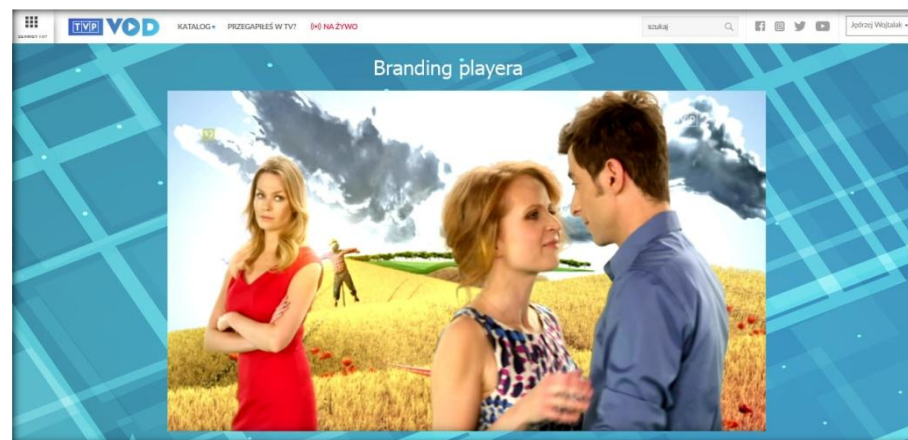 TVP VOD KATALOG PRZEGAPIŁEŚ W TV? NA ŻYWO szukaj Jędrzej Wojtalak
Branding playera